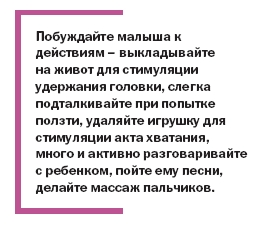 Побуждайте малыша к
действиям – выкладывайте
на живот для стимуляции
удержания головки, слегка
подталкивайте при попытке
ползти, удаляйте игрушку для
стимуляции акта хватания,
много и активно разговаривайте
с ребенком, пойте ему песни,
делайте массаж пальчиков.